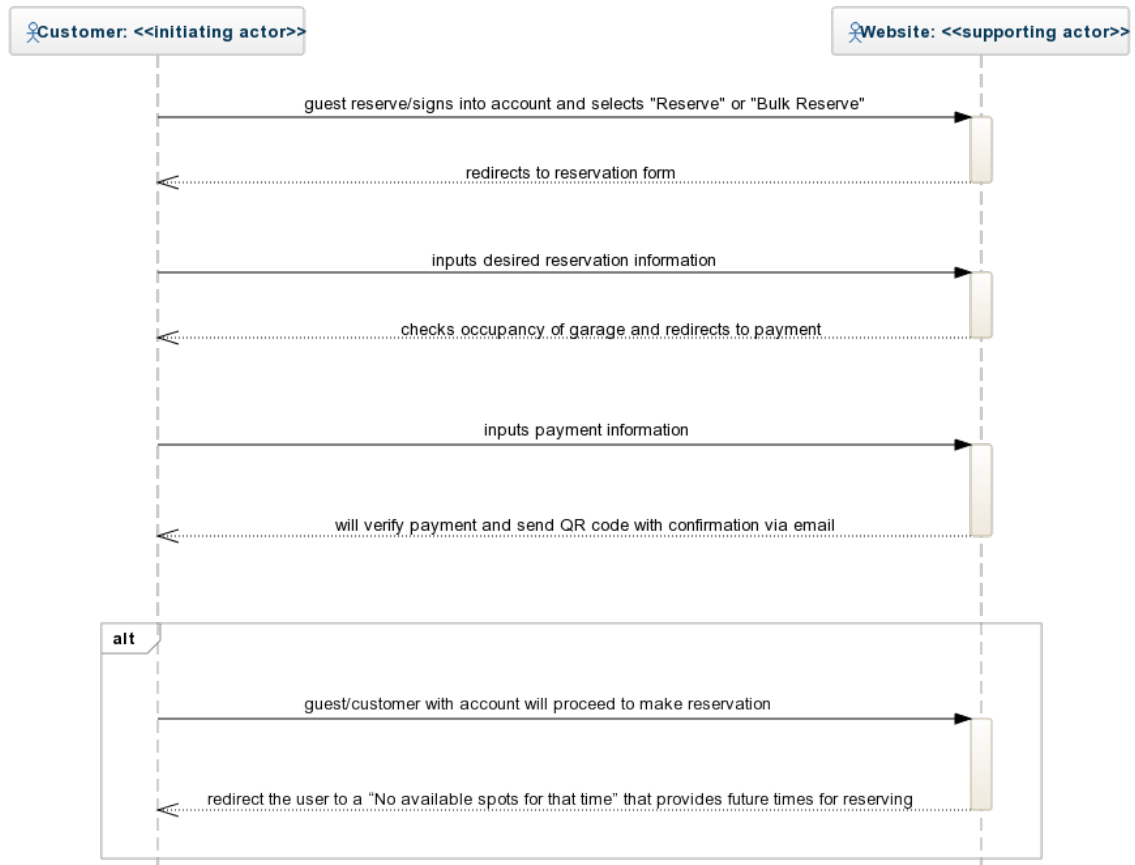 Customer: <<initiating actor>>
Website: <<supporting actor>>
guest reserve/signs into account and selects "Reserve" or "Bulk Reserve"
redirects to reservation form
inputs desired reservation information
checks occupancy of garage and redirects to payment
inputs payment information
will verify payment and send QR code with confirmation via email
alt
guest/customer with account will proceed to make reservation
redirect the user to a “No available spots for that time” that provides future times for reserving